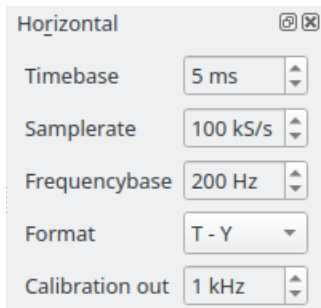 Horizontal
Timebase 5 ms
Samplerate 100 kS/s
Frequencybase 200 Hz
Format T - Y
Calibration out 1 kHz